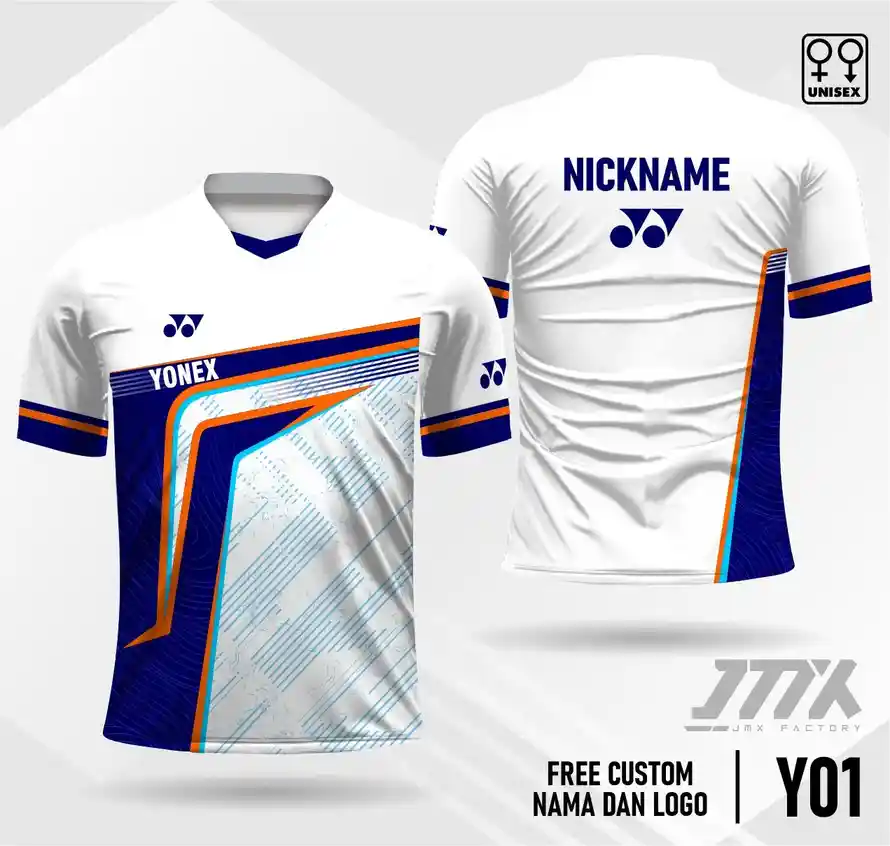 UNISEX
NICKNAME
YONEX
JMX
JMX FACTORY
FREE CUSTOM
NAMA DAN LOGO
Y01